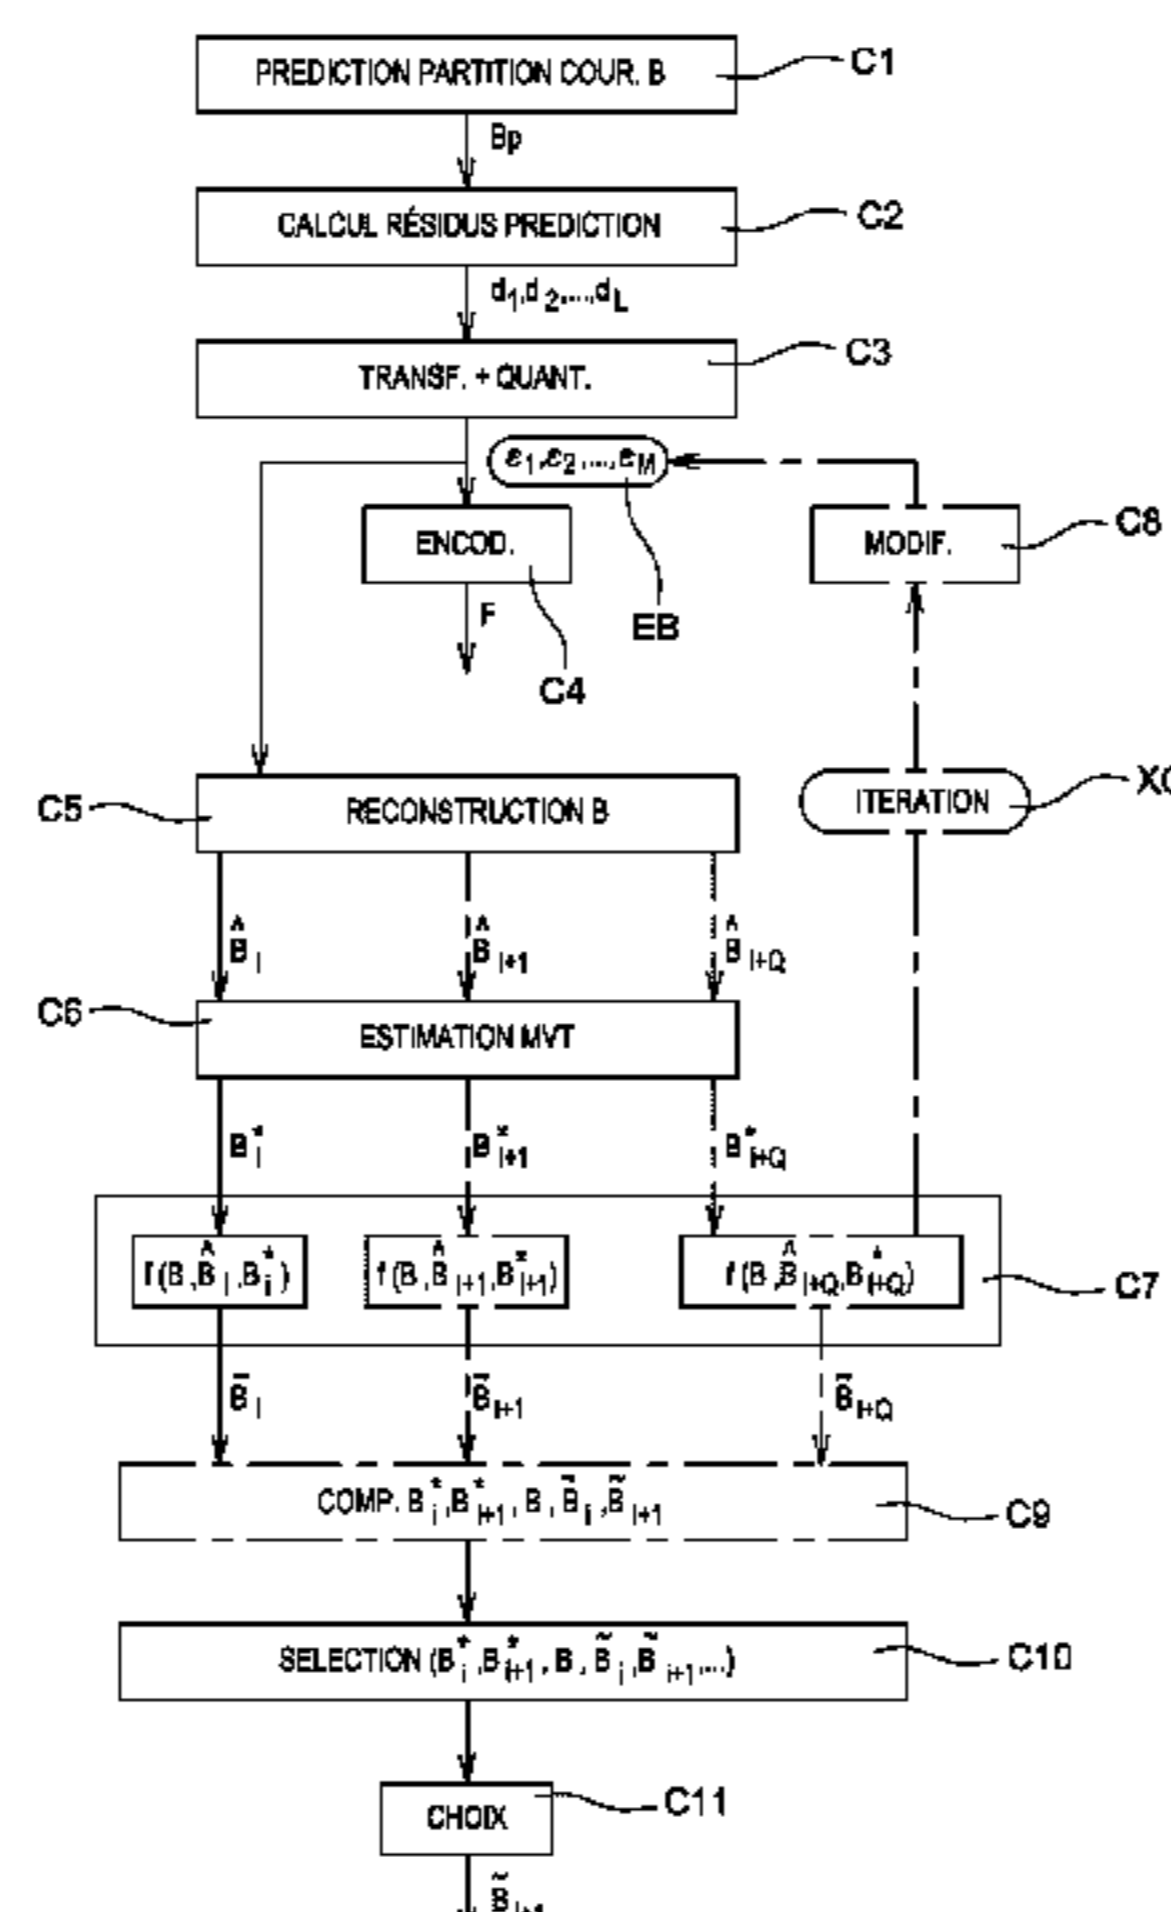 PREDICTION PARTITION COUR. B
C1
Bp
CALCUL RÉSIDUS PREDICTION
C2
d1,d2,...,dL
TRANSF. + QUANT.
C3
ε1,ε2,...,εM
EB
ENCOD.
C4
F
MODIF.
C8
ITERATION
C5
RECONSTRUCTION B
B̂i
B̂i+1
B̂i+Q
C6
ESTIMATION MVT
B*i
B*i+1
B*i+Q
f(B,B̂i,B*i)
f(B,B̂i+1,B*i+1)
f(B,B̂i+Q,B*i+Q)
C7
B̃i
B̃i+1
B̃i+Q
COMP. B*i,B*i+1, B, B̃i,B̃i+1
C9
SELECTION (B*i,B*i+1, B, B̃i,B̃i+1,...)
C10
CHOIX
C11